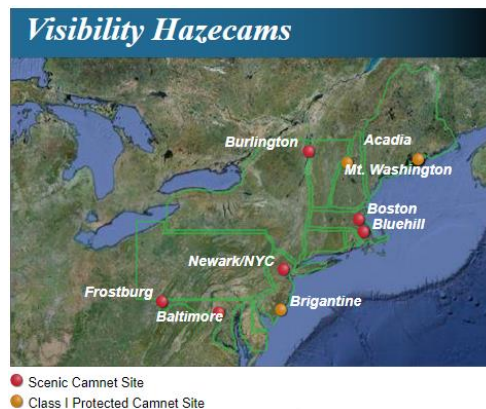 Visibility Hazecams
Burlington
Acadia
Mt. Washington
Boston
Bluehill
Newark/NYC
Frostburg
Baltimore
Brigantine
Scenic Camnet Site
Class I Protected Camnet Site